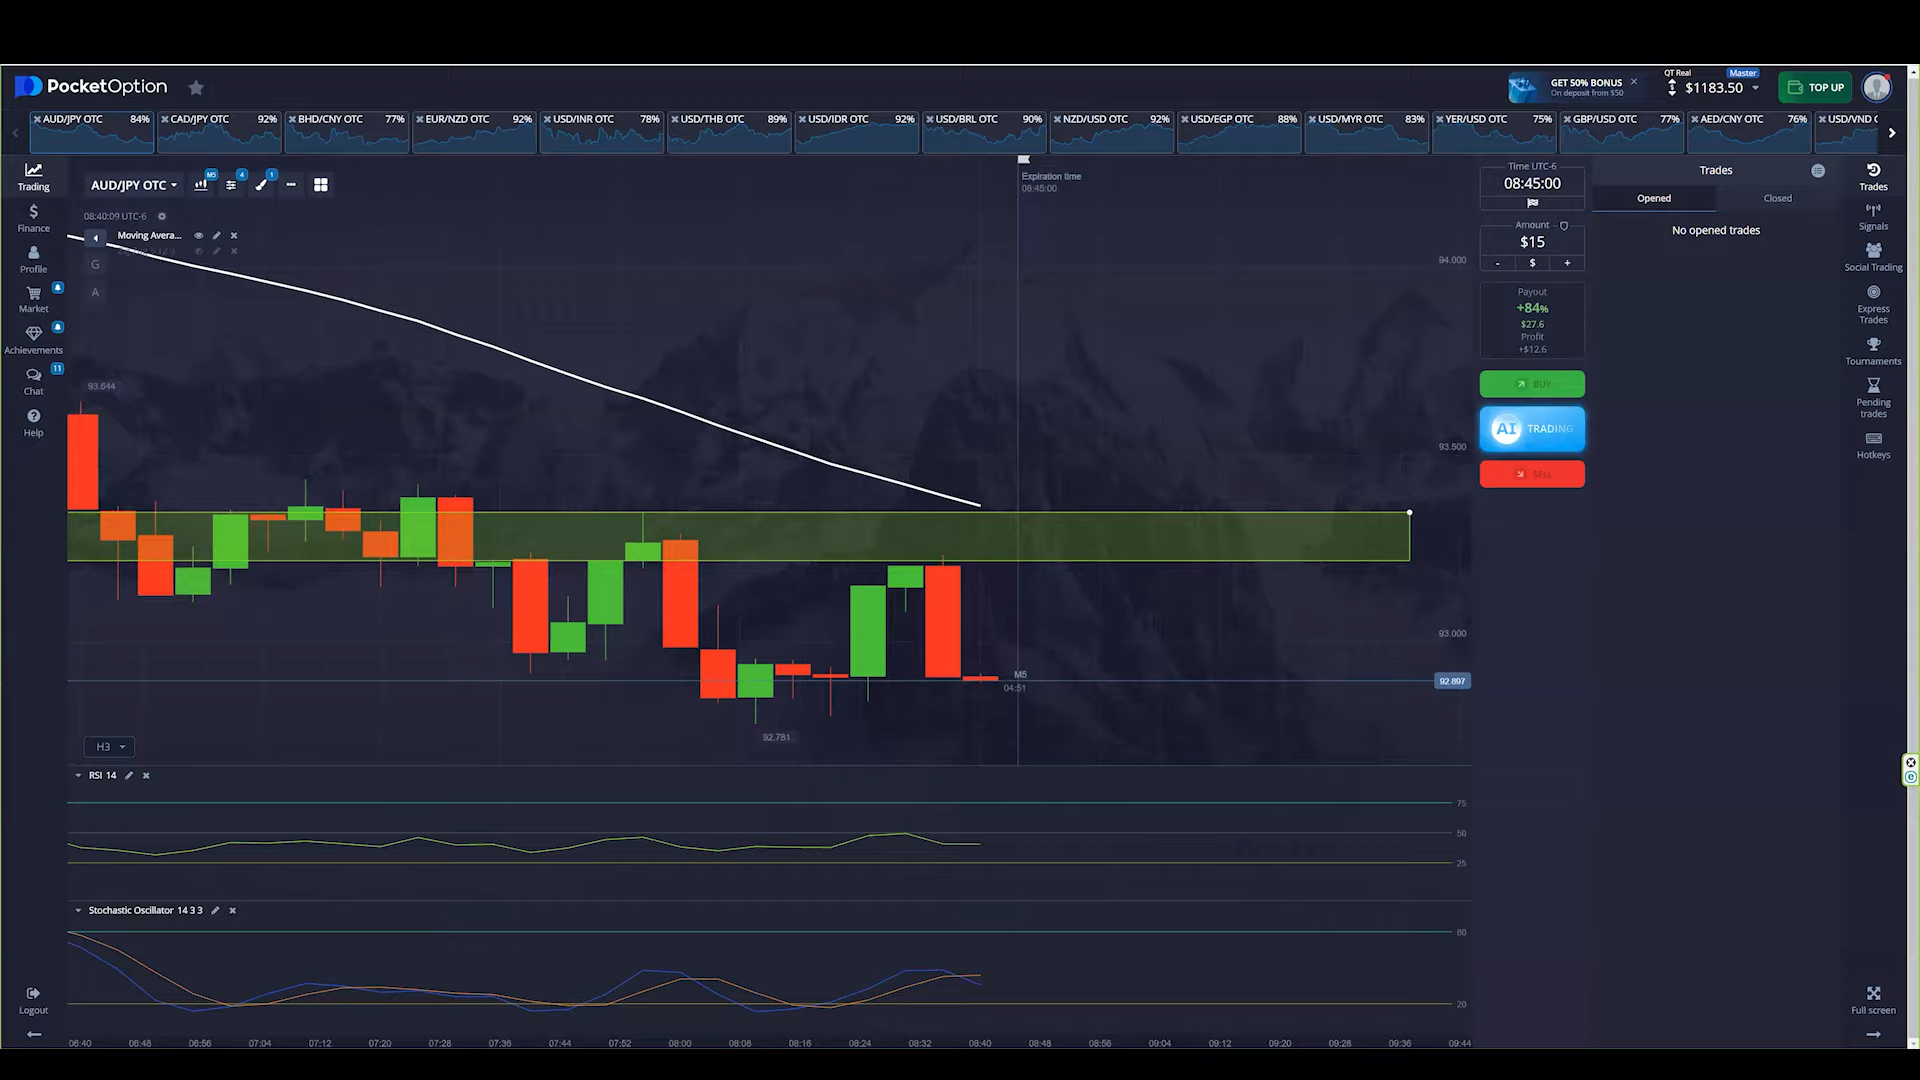 PocketOption
GET 50% BONUS
On deposit from $50
QT Real
Master
$1183.50
TOP UP
AUD/JPY OTC 84%
CAD/JPY OTC 92%
BHD/CNY OTC 77%
EUR/NZD OTC 92%
USD/INR OTC 78%
USD/THB OTC 89%
USD/IDR OTC 92%
USD/BRL OTC 90%
NZD/USD OTC 92%
USD/EGP OTC 88%
USD/MYR OTC 83%
YER/USD OTC 75%
GBP/USD OTC 77%
AED/CNY OTC 76%
USD/VND O
Trading
Finance
Profile
Market
Achievements
11
Chat
Help
Logout
AUD/JPY OTC
M5
4
1
08:40:09 UTC-6
Moving Avera...
G
A
Expiration time
08:45:00
94.000
93.500
93.000
92.897
93.644
92.781
M5
04:51
H3
RSI 14
75
50
25
Stochastic Oscillator 14 3 3
80
20
06:40 06:48 06:56 07:04 07:12 07:20 07:28 07:36 07:44 07:52 08:00 08:08 08:16 08:24 08:32 08:40 08:48 08:56 09:04 09:12 09:20 09:28 09:36 09:44
Time UTC-6
08:45:00
Amount
$15
- $ +
Payout
+84%
$27.6
Profit
+$12.6
BUY
AI TRADING
SELL
Trades
Opened
Closed
No opened trades
Trades
Signals
Social Trading
Express
Trades
Tournaments
Pending
trades
Hotkeys
Full screen